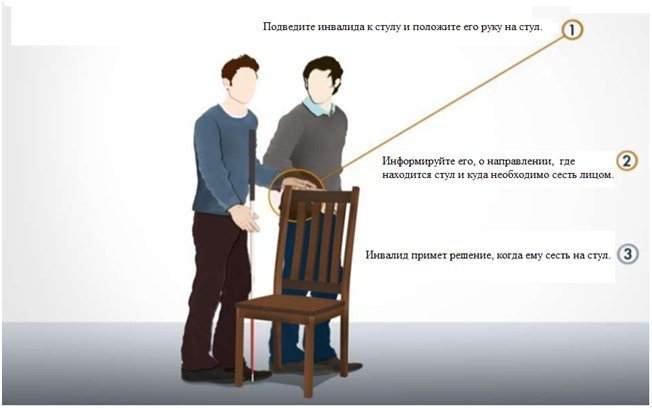 Подведите инвалида к стулу и положите его руку на стул.
1
Информируйте его, о направлении, где
находится стул и куда необходимо сесть лицом.
2
Инвалид примет решение, когда ему сесть на стул.
3